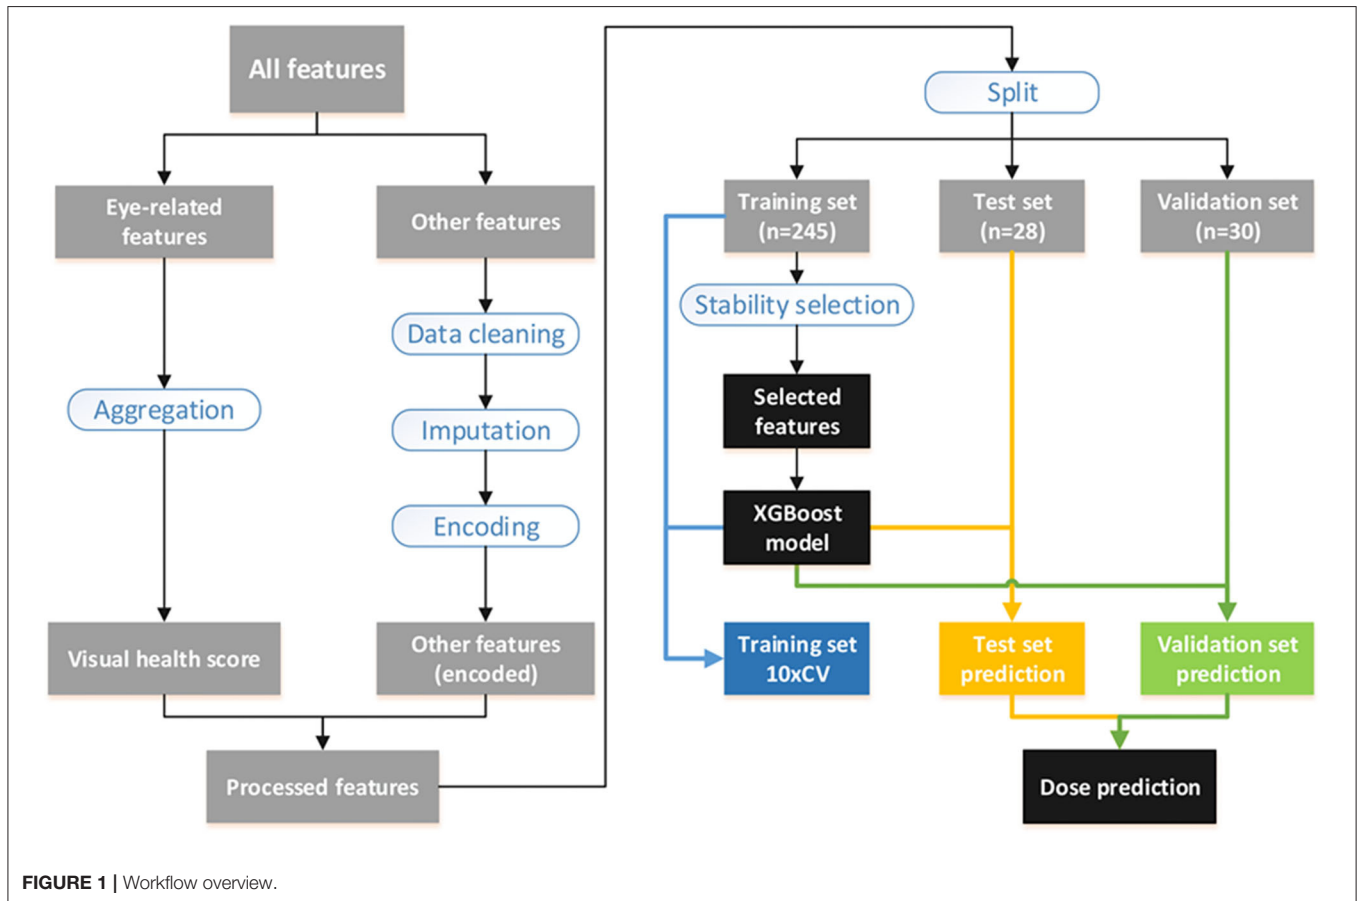 All features
Eye-related
features
Other features
Data cleaning
Aggregation
Imputation
Encoding
Visual health score
Other features
(encoded)
Processed features
Split
Training set
(n=245)
Test set
(n=28)
Validation set
(n=30)
Stability selection
Selected
features
XGBoost
model
Training set
10xCV
Test set
prediction
Validation set
prediction
Dose prediction
FIGURE 1 | Workflow overview.